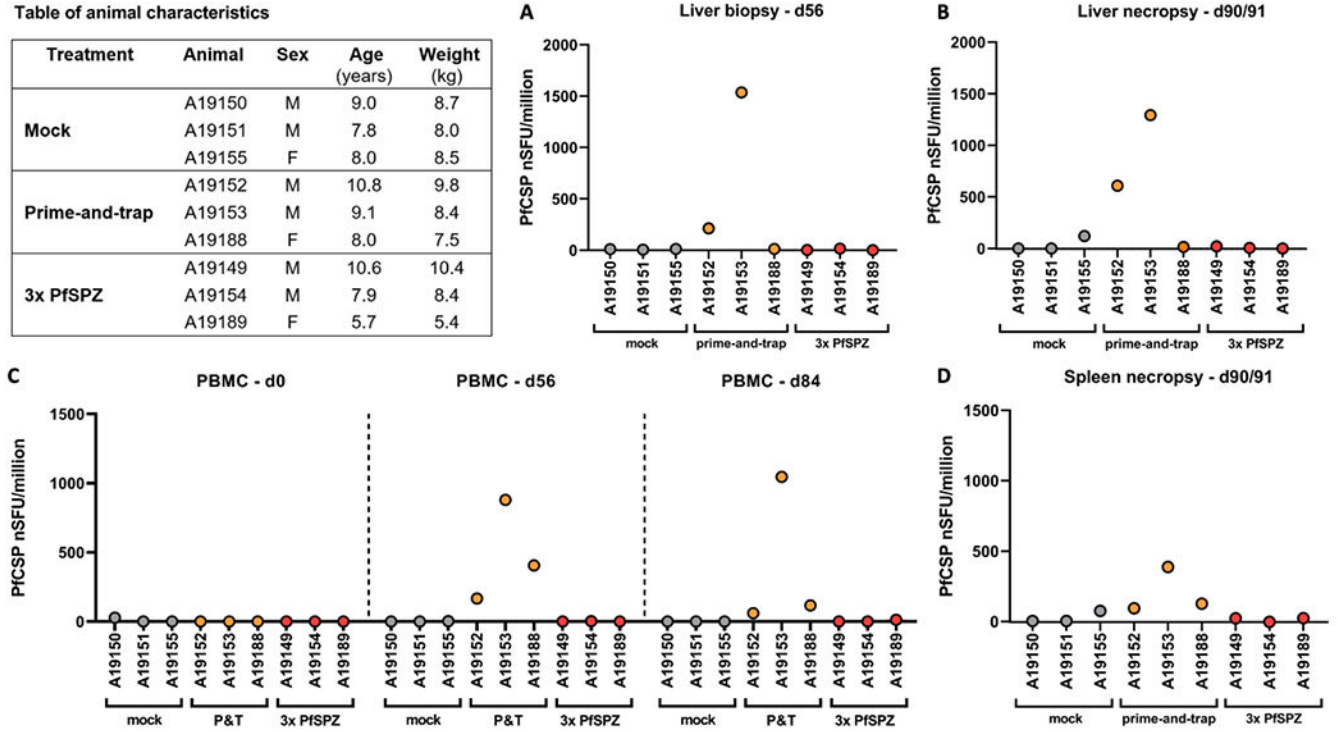 Table of animal characteristics
Treatment Animal Sex Age Weight
(years) (kg)
A19150 M 9.0 8.7
Mock A19151 M 7.8 8.0
A19155 F 8.0 8.5
A19152 M 10.8 9.8
Prime-and-trap A19153 M 9.1 8.4
A19188 F 8.0 7.5
A19149 M 10.6 10.4
3x PfSPZ A19154 M 7.9 8.4
A19189 F 5.7 5.4
A
Liver biopsy - d56
PfCSP nSFU/million
2000
1500
1000
500
0
A19150 A19151 A19155 A19152 A19153 A19188 A19149 A19154 A19189
mock prime-and-trap 3x PfSPZ
B
Liver necropsy - d90/91
PfCSP nSFU/million
2000
1500
1000
500
0
A19150 A19151 A19155 A19152 A19153 A19188 A19149 A19154 A19189
mock prime-and-trap 3x PfSPZ
C
PBMC - d0 PBMC - d56 PBMC - d84
PfCSP nSFU/million
1500
1000
500
0
A19150 A19151 A19155 A19152 A19153 A19188 A19149 A19154 A19189 A19150 A19151 A19155 A19152 A19153 A19188 A19149 A19154 A19189 A19150 A19151 A19155 A19152 A19153 A19188 A19149 A19154 A19189
mock P&T 3x PfSPZ mock P&T 3x PfSPZ mock P&T 3x PfSPZ
D
Spleen necropsy - d90/91
PfCSP nSFU/million
1500
1000
500
0
A19150 A19151 A19155 A19152 A19153 A19188 A19149 A19154 A19189
mock prime-and-trap 3x PfSPZ